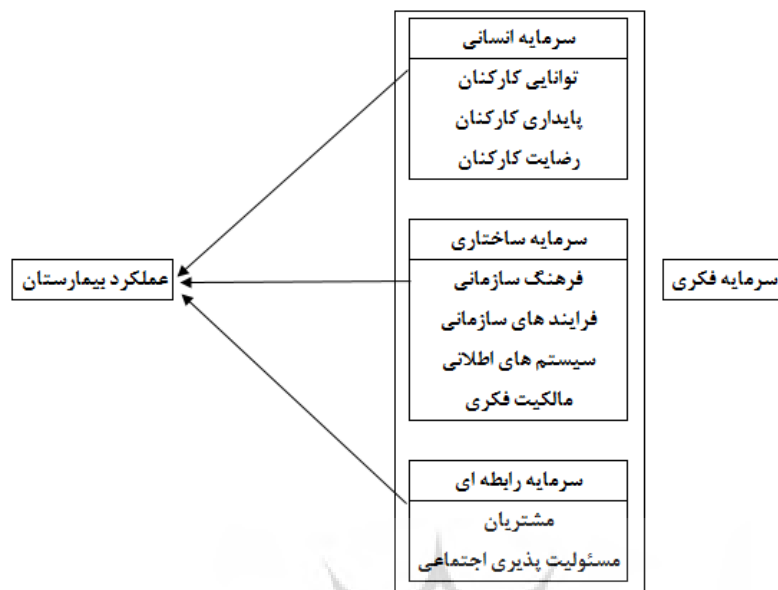 سرمایه فکری
سرمایه انسانی
توانایی کارکنان
پایداری کارکنان
رضایت کارکنان
سرمایه ساختاری
فرهنگ سازمانی
فرایند های سازمانی
سیستم های اطلاتی
مالکیت فکری
سرمایه رابطه ای
مشتریان
مسئولیت پذیری اجتماعی
عملکرد بیمارستان